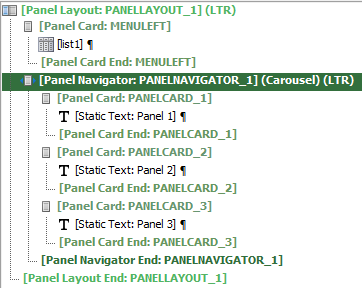 [Panel Layout: PANELLAYOUT_1] (LTR)
[Panel Card: MENULEFT]
[list1] ¶
[Panel Card End: MENULEFT]
[Panel Navigator: PANELNAVIGATOR_1] (Carousel) (LTR)
[Panel Card: PANELCARD_1]
T [Static Text: Panel 1] ¶
[Panel Card End: PANELCARD_1]
[Panel Card: PANELCARD_2]
T [Static Text: Panel 2] ¶
[Panel Card End: PANELCARD_2]
[Panel Card: PANELCARD_3]
T [Static Text: Panel 3] ¶
[Panel Card End: PANELCARD_3]
[Panel Navigator End: PANELNAVIGATOR_1]
[Panel Layout End: PANELLAYOUT_1]